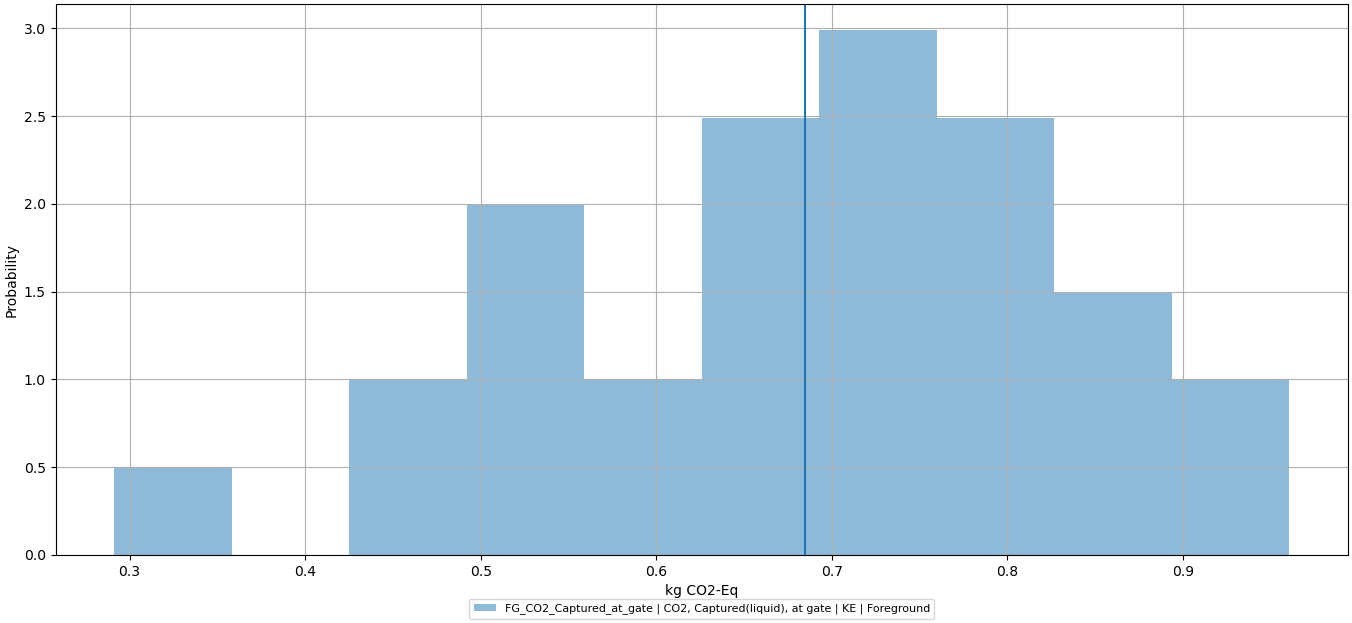 3.0
2.5
2.0
1.5
1.0
0.5
0.0
Probability
0.3 0.4 0.5 0.6 0.7 0.8 0.9
kg CO2-Eq
FG_CO2_Captured_at_gate | CO2, Captured(liquid), at gate | KE | Foreground